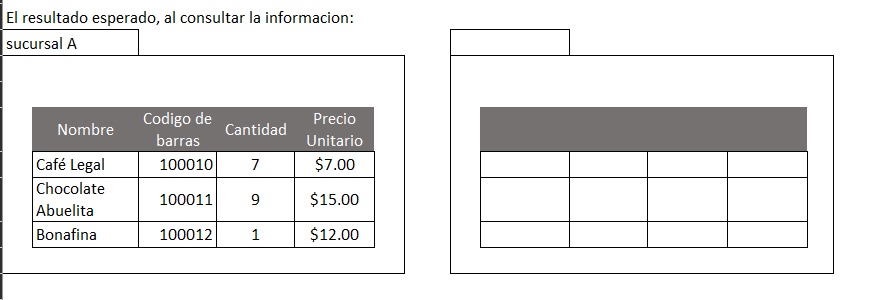 El resultado esperado, al consultar la informacion:
sucursal A
Nombre Codigo de barras Cantidad Precio Unitario
Café Legal 100010 7 $7.00
Chocolate Abuelita 100011 9 $15.00
Bonafina 100012 1 $12.00